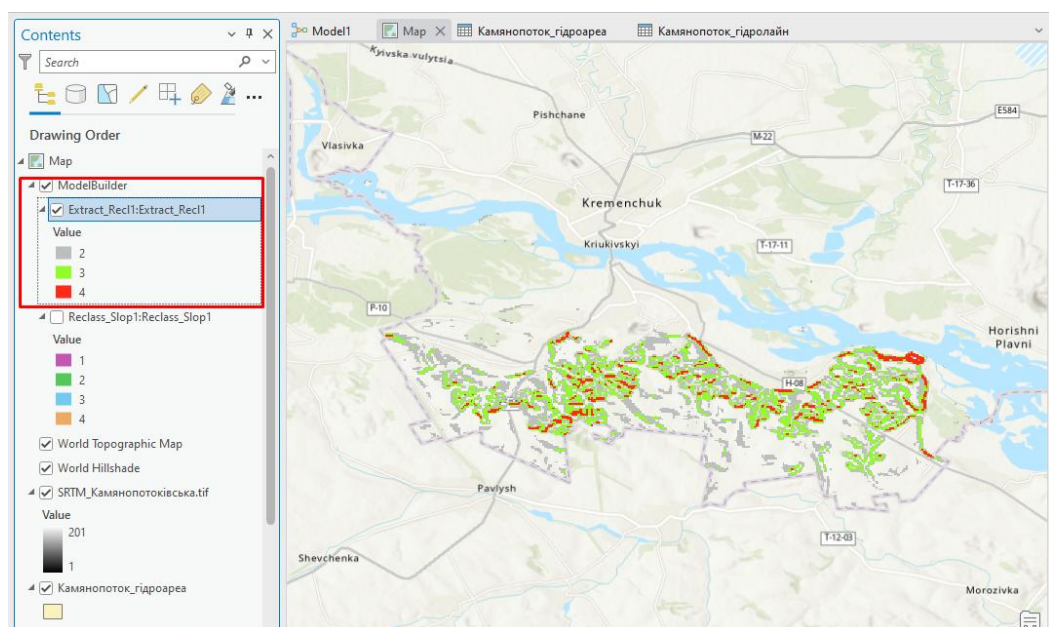 Contents
Search
Drawing Order
Map
ModelBuilder
Extract_Recl1:Extract_Recl1
Value
2
3
4
Reclass_Slop1:Reclass_Slop1
Value
1
2
3
4
World Topographic Map
World Hillshade
SRTM_Камянопотоківська.tif
Value
201
1
Камянопоток_гідроареа
Model1
Map
Камянопоток_гідроареа
Камянопоток_гідролайн
Kyivska vulytsia
Pishchane
E584
Vlasivka
M-22
T-17-36
Kremenchuk
Kriukivskyi
T-17-11
P-10
Horishni
Plavni
H-08
Pavlysh
T-12-03
Shevchenka
Morozivka